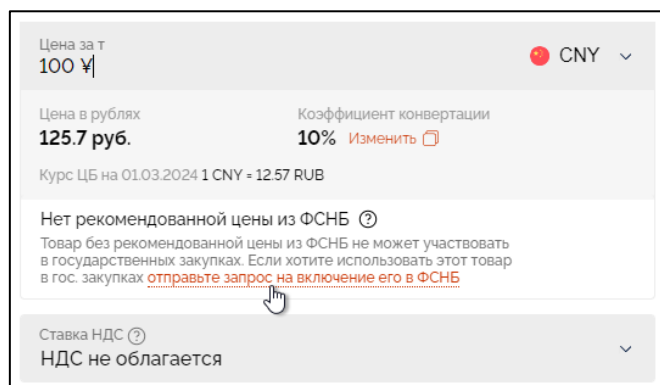 Цена за т
100 ¥
CNY
Цена в рублях
Коэффициент конвертации
125.7 руб.
10% Изменить
Курс ЦБ на 01.03.2024 1 CNY = 12.57 RUB
Нет рекомендованной цены из ФСНБ ?
Товар без рекомендованной цены из ФСНБ не может участвовать
в государственных закупках. Если хотите использовать этот товар
в гос. закупках отправьте запрос на включение его в ФСНБ
Ставка НДС ?
НДС не облагается